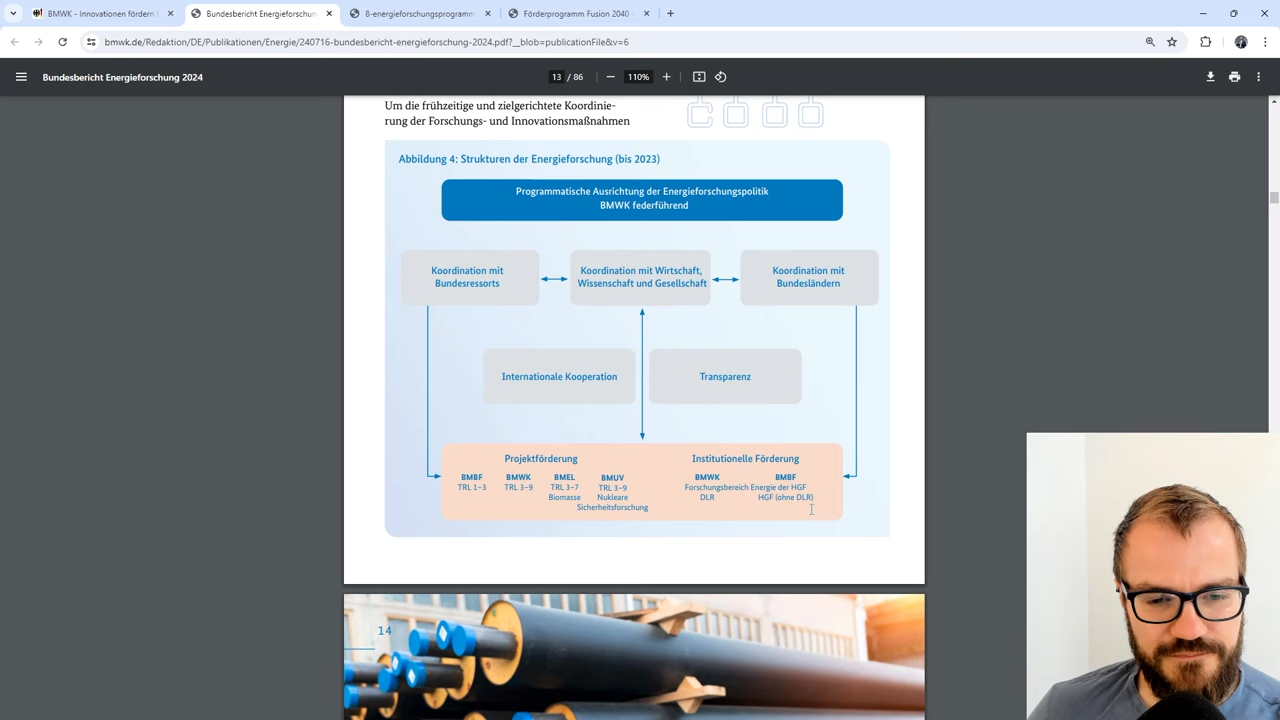 BMWK - Innovationen fördern
Bundesbericht Energieforschun
8-energieforschungsprogramm
Förderprogramm Fusion 2040 -
bmwk.de/Redaktion/DE/Publikationen/Energie/240716-bundesbericht-energieforschung-2024.pdf?__blob=publicationFile&v=6
Bundesbericht Energieforschung 2024
13 / 86
110%
Um die frühzeitige und zielgerichtete Koordinie-
rung der Forschungs- und Innovationsmaßnahmen
Abbildung 4: Strukturen der Energieforschung (bis 2023)
Programmatische Ausrichtung der Energieforschungspolitik
BMWK federführend
Koordination mit
Bundesressorts
Koordination mit Wirtschaft,
Wissenschaft und Gesellschaft
Koordination mit
Bundesländern
Internationale Kooperation
Transparenz
Projektförderung
BMBF
TRL 1–3
BMWK
TRL 3–9
BMEL
TRL 3–7
Biomasse
BMUV
TRL 3–9
Nukleare
Sicherheitsforschung
Institutionelle Förderung
BMWK BMBF
Forschungsbereich Energie der HGF
DLR HGF (ohne DLR)
14